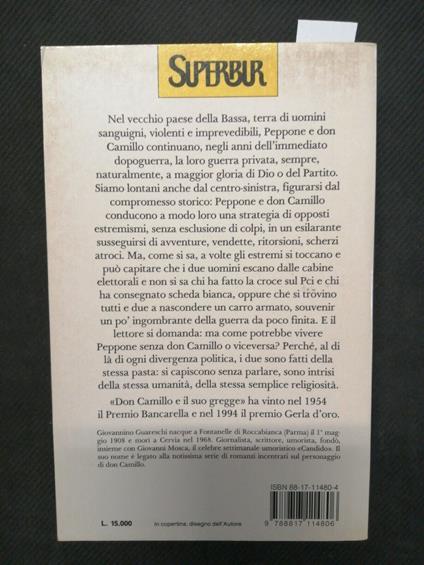 SUPERBUR
Nel vecchio paese della Bassa, terra di uomini
sanguigni, violenti e imprevedibili, Peppone e don
Camillo continuano, negli anni dell'immediato
dopoguerra, la loro guerra privata, sempre,
naturalmente, a maggior gloria di Dio o del Partito.
Siamo lontani anche dal centro-sinistra, figurarsi dal
compromesso storico: Peppone e don Camillo
conducono a modo loro una strategia di opposti
estremismi, senza esclusione di colpi, in un esilarante
susseguirsi di avventure, vendette, ritorsioni, scherzi
atroci. Ma, come si sa, a volte gli estremi si toccano e
può capitare che i due uomini escano dalle cabine
elettorali e non si sa chi ha fatto la croce sul Pci e chi
ha consegnato scheda bianca, oppure che si trovino
tutti e due a nascondere un carro armato, souvenir
un po' ingombrante della guerra da poco finita. E il
lettore si domanda: ma come potrebbe vivere
Peppone senza don Camillo o viceversa? Perché, al di
là di ogni divergenza politica, i due sono fatti della
stessa pasta: si capiscono senza parlare, sono intrisi
della stessa umanità, della stessa semplice religiosità.
«Don Camillo e il suo gregge» ha vinto nel 1954
il Premio Bancarella e nel 1994 il premio Gerla d'oro.
Giovannino Guareschi nacque a Fontanelle di Roccabianca (Parma) il 1° mag-
gio 1908 e morì a Cervia nel 1968. Giornalista, scrittore, umorista, fondò,
insieme con Giovanni Mosca, il celebre settimanale umoristico «Candido». Il
suo nome è legato alla notissima serie di romanzi incentrati sul personaggio
di don Camillo.
ISBN 88-17-11480-4
9 788817 114806
L. 15.000
In copertina, disegno dell'Autore